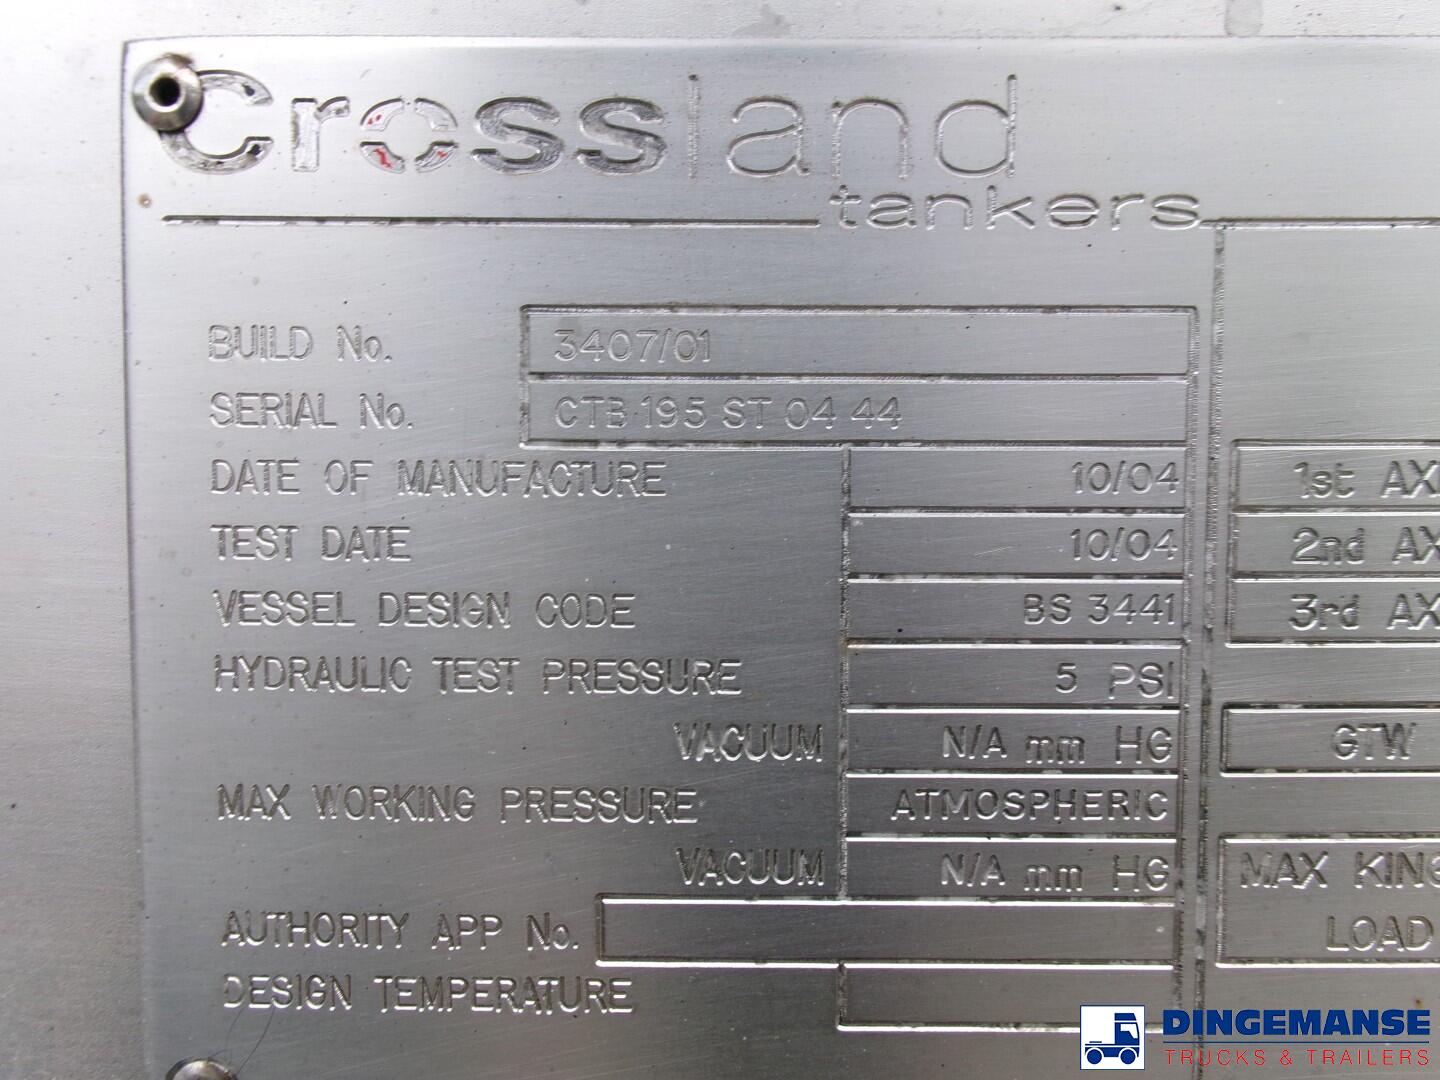 Crossland
tankers
BUILD No. 3407/01
SERIAL No. CTB 195 ST 04 44
DATE OF MANUFACTURE 10/04 1st AX
TEST DATE 10/04 2nd AX
VESSEL DESIGN CODE BS 3441 3rd AX
HYDRAULIC TEST PRESSURE 5 PSI
VACUUM N/A mm HG GTW
MAX WORKING PRESSURE ATMOSPHERIC
VACUUM N/A mm HG MAX KING
AUTHORITY APP No. LOAD
DESIGN TEMPERATURE
DINGEMANSE
TRUCKS & TRAILERS